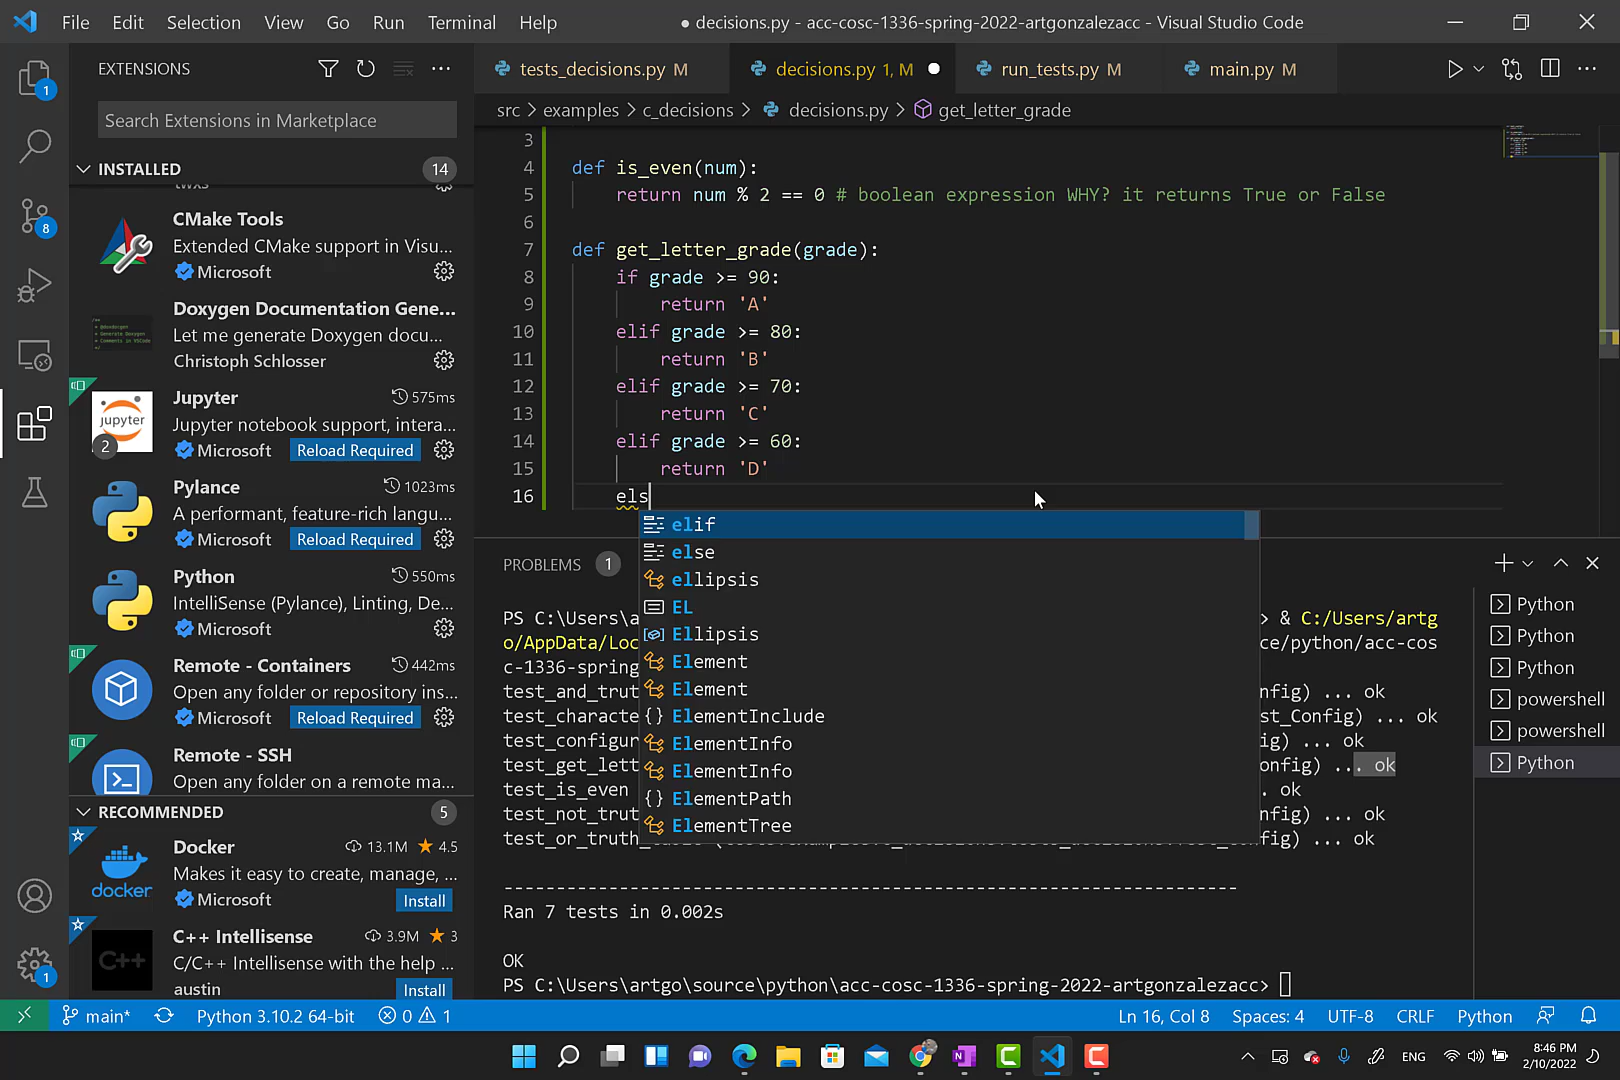 File Edit Selection View Go Run Terminal Help
● decisions.py - acc-cosc-1336-spring-2022-artgonzalezacc - Visual Studio Code
EXTENSIONS
tests_decisions.py M
decisions.py 1, M
run_tests.py M
main.py M
1
Search Extensions in Marketplace
src > examples > c_decisions > decisions.py > get_letter_grade
INSTALLED
14
CMake Tools
Extended CMake support in Visu...
Microsoft
Doxygen Documentation Gene...
Let me generate Doxygen docu...
Christoph Schlosser
Jupyter
575ms
Jupyter notebook support, intera...
Microsoft
Reload Required
2
Pylance
1023ms
A performant, feature-rich langu...
Microsoft
Reload Required
Python
550ms
IntelliSense (Pylance), Linting, De...
Microsoft
Remote - Containers
442ms
Open any folder or repository ins...
Microsoft
Reload Required
Remote - SSH
Open any folder on a remote ma...
RECOMMENDED
5
Docker
13.1M
4.5
Makes it easy to create, manage, ...
Microsoft
Install
docker
C++ Intellisense
3.9M
3
C/C++ Intellisense with the help ...
austin
Install
C++
8
1
3
4 def is_even(num):
5 return num % 2 == 0 # boolean expression WHY? it returns True or False
6
7 def get_letter_grade(grade):
8 if grade >= 90:
9 return 'A'
10 elif grade >= 80:
11 return 'B'
12 elif grade >= 70:
13 return 'C'
14 elif grade >= 60:
15 return 'D'
16 els
elif
else
ellipsis
EL
Ellipsis
Element
Element
ElementInclude
ElementInfo
ElementInfo
ElementPath
ElementTree
PROBLEMS
1
PS C:\Users\a > & C:/Users/artg
o/AppData/Loc ce/python/acc-cos
c-1336-spring
test_and_trut nfig) ... ok
test_characte st_Config) ... ok
test_configur ig) ... ok
test_get_lett onfig) ... ok
test_is_even . ok
test_not_trut nfig) ... ok
test_or_truth fig) ... ok
----------------------------------------------------------------------
Ran 7 tests in 0.002s
OK
PS C:\Users\artgo\source\python\acc-cosc-1336-spring-2022-artgonzalezacc>
Python
Python
Python
powershell
powershell
Python
main*
Python 3.10.2 64-bit
0
1
Ln 16, Col 8
Spaces: 4
UTF-8
CRLF
Python
ENG
8:46 PM
2/10/2022